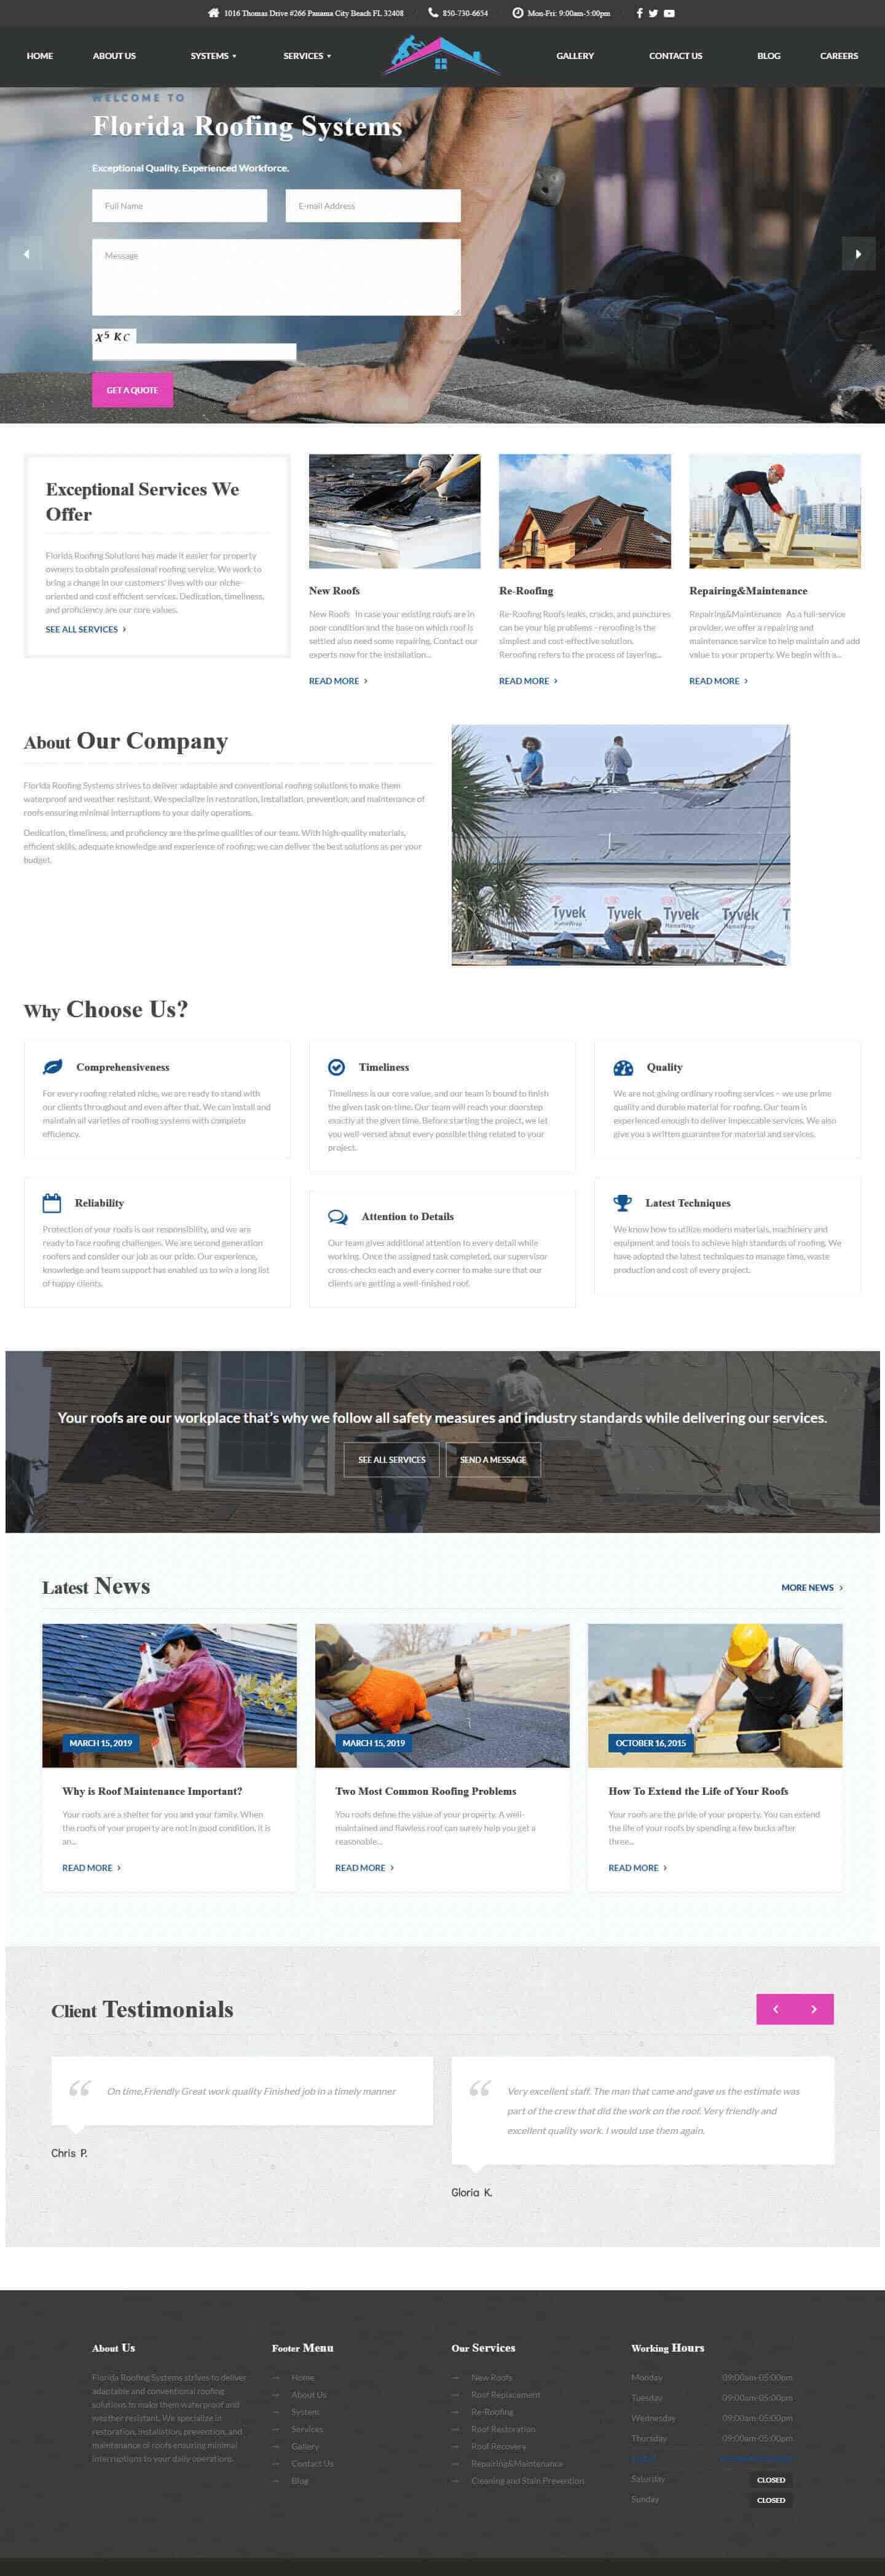 1016 Thomas Drive #266 Panama City Beach FL 32408
850-730-6654
Mon-Fri: 9:00am-5:00pm
HOME
ABOUT US
SYSTEMS
SERVICES
GALLERY
CONTACT US
BLOG
CAREERS
WELCOME TO
Florida Roofing Systems
Exceptional Quality. Experienced Workforce.
Full Name
E-mail Address
Message
X5 KC
GET A QUOTE
Exceptional Services We
Offer
Florida Roofing Solutions has made it easier for property
owners to obtain professional roofing service. We work to
bring a change in our customers' lives with our niche-
oriented and cost efficient services. Dedication, timeliness,
and proficiency are our core values.
SEE ALL SERVICES
New Roofs
New Roofs In case your existing roofs are in
poor condition and the base on which roof is
settled also need some repairing. Contact our
experts now for the installation...
READ MORE
Re-Roofing
Re-Roofing Roofs leaks, cracks, and punctures
can be your big problems –reroofing is the
simplest and cost-effective solution.
Reroofing refers to the process of layering...
READ MORE
Repairing&Maintenance
Repairing&Maintenance As a full-service
provider, we offer a repairing and
maintenance service to help maintain and add
value to your property. We begin with a...
READ MORE
About Our Company
Florida Roofing Systems strives to deliver adaptable and conventional roofing solutions to make them
waterproof and weather resistant. We specialize in restoration, installation, prevention, and maintenance of
roofs ensuring minimal interruptions to your daily operations.
Dedication, timeliness, and proficiency are the prime qualities of our team. With high-quality materials,
efficient skills, adequate knowledge and experience of roofing; we can deliver the best solutions as per your
budget.
Tyvek Tyvek Tyvek Tyvek
HomeWrap HomeWrap HomeWrap HomeWrap
Why Choose Us?
Comprehensiveness
For every roofing related niche, we are ready to stand with
our clients throughout and even after that. We can install and
maintain all varieties of roofing systems with complete
efficiency.
Timeliness
Timeliness is our core value, and our team is bound to finish
the given task on-time. Our team will reach your doorstep
exactly at the given time. Before starting the project, we let
you well-versed about every possible thing related to your
project.
Quality
We are not giving ordinary roofing services – we use prime
quality and durable material for roofing. Our team is
experienced enough to deliver impeccable services. We also
give you a written guarantee for material and services.
Reliability
Protection of your roofs is our responsibility, and we are
ready to face roofing challenges. We are second generation
roofers and consider our job as our pride. Our experience,
knowledge and team support has enabled us to win a long list
of happy clients.
Attention to Details
Our team gives additional attention to every detail while
working. Once the assigned task completed, our supervisor
cross-checks each and every corner to make sure that our
clients are getting a well-finished roof.
Latest Techniques
We know how to utilize modern materials, machinery and
equipment and tools to achieve high standards of roofing. We
have adopted the latest techniques to manage time, waste
production and cost of every project.
Your roofs are our workplace that's why we follow all safety measures and industry standards while delivering our services.
SEE ALL SERVICES
SEND A MESSAGE
Latest News
MORE NEWS
MARCH 15, 2019
Why is Roof Maintenance Important?
Your roofs are a shelter for you and your family. When
the roofs of your property are not in good condition, it is
an...
READ MORE
MARCH 15, 2019
Two Most Common Roofing Problems
You roofs define the value of your property. A well-
maintained and flawless roof can surely help you get a
reasonable...
READ MORE
OCTOBER 16, 2015
How To Extend the Life of Your Roofs
Your roofs are the pride of your property. You can extend
the life of your roofs by spending a few bucks after
three...
READ MORE
Client Testimonials
On time,Friendly Great work quality Finished job in a timely manner
Chris P.
Very excellent staff. The man that came and gave us the estimate was
part of the crew that did the work on the roof. Very friendly and
excellent quality work. I would use them again.
Gloria K.
About Us
Florida Roofing Systems strives to deliver
adaptable and conventional roofing
solutions to make them waterproof and
weather resistant. We specialize in
restoration, installation, prevention, and
maintenance of roofs ensuring minimal
interruptions to your daily operations.
Footer Menu
Home
About Us
System
Services
Gallery
Contact Us
Blog
Our Services
New Roofs
Roof Replacement
Re-Roofing
Roof Restoration
Roof Recovery
Repairing&Maintenance
Cleaning and Stain Prevention
Working Hours
Monday 09:00am-05:00pm
Tuesday 09:00am-05:00pm
Wednesday 09:00am-05:00pm
Thursday 09:00am-05:00pm
Saturday CLOSED
Sunday CLOSED